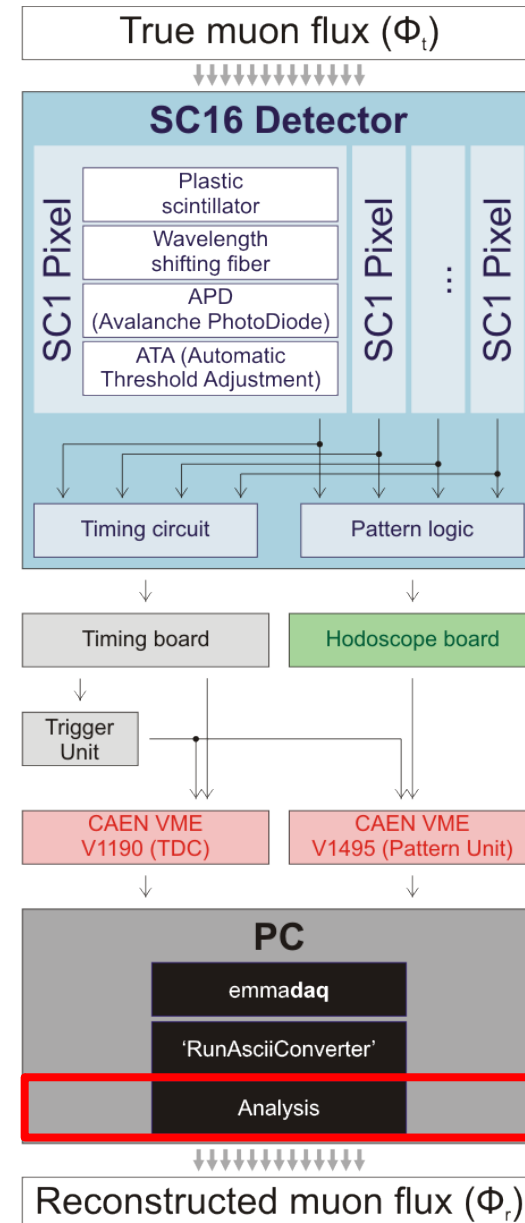 True muon flux (Φt)
SC16 Detector
SC1 Pixel
Plastic
scintillator
Wavelength
shifting fiber
APD
(Avalanche PhotoDiode)
ATA (Automatic
Threshold Adjustment)
SC1 Pixel
...
SC1 Pixel
Timing circuit
Pattern logic
Timing board
Hodoscope board
Trigger
Unit
CAEN VME
V1190 (TDC)
CAEN VME
V1495 (Pattern Unit)
PC
emmadaq
‘RunAsciiConverter’
Analysis
Reconstructed muon flux (Φr)